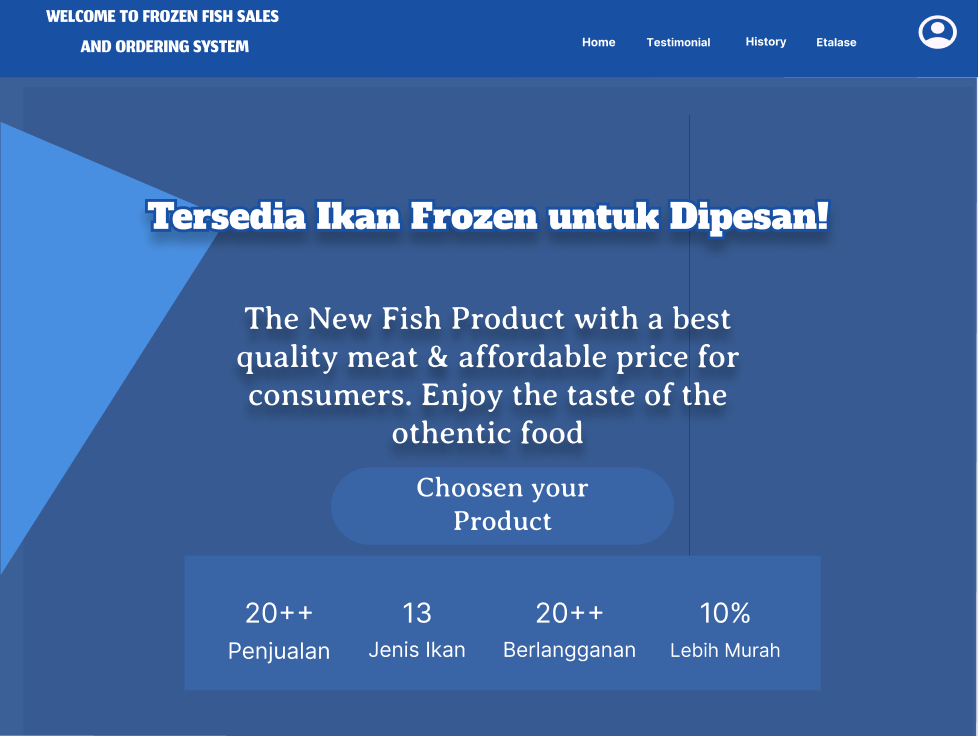 WELCOME TO FROZEN FISH SALES
AND ORDERING SYSTEM
Home Testimonial History Etalase
Tersedia Ikan Frozen untuk Dipesan!
The New Fish Product with a best
quality meat & affordable price for
consumers. Enjoy the taste of the
othentic food
Choosen your
Product
20++ 13 20++ 10%
Penjualan Jenis Ikan Berlangganan Lebih Murah